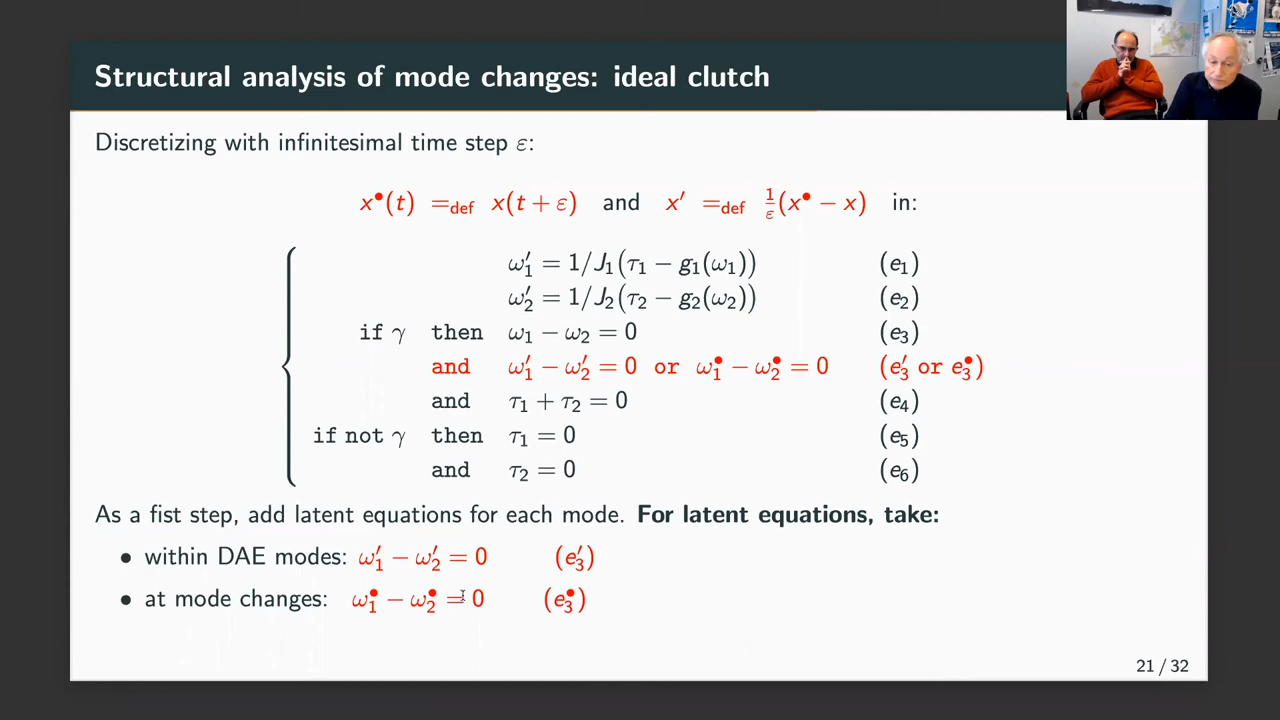 Structural analysis of mode changes: ideal clutch
Discretizing with infinitesimal time step ε:
x•(t) =def x(t + ε) and x′ =def 1/ε(x• − x) in:
ω′1 = 1/J1(τ1 − g1(ω1)) (e1)
ω′2 = 1/J2(τ2 − g2(ω2)) (e2)
if γ then ω1 − ω2 = 0 (e3)
and ω′1 − ω′2 = 0 or ω•1 − ω•2 = 0 (e′3 or e•3)
and τ1 + τ2 = 0 (e4)
if not γ then τ1 = 0 (e5)
and τ2 = 0 (e6)
As a fist step, add latent equations for each mode. For latent equations, take:
• within DAE modes: ω′1 − ω′2 = 0 (e′3)
• at mode changes: ω•1 − ω•2 = 0 (e•3)
21 / 32